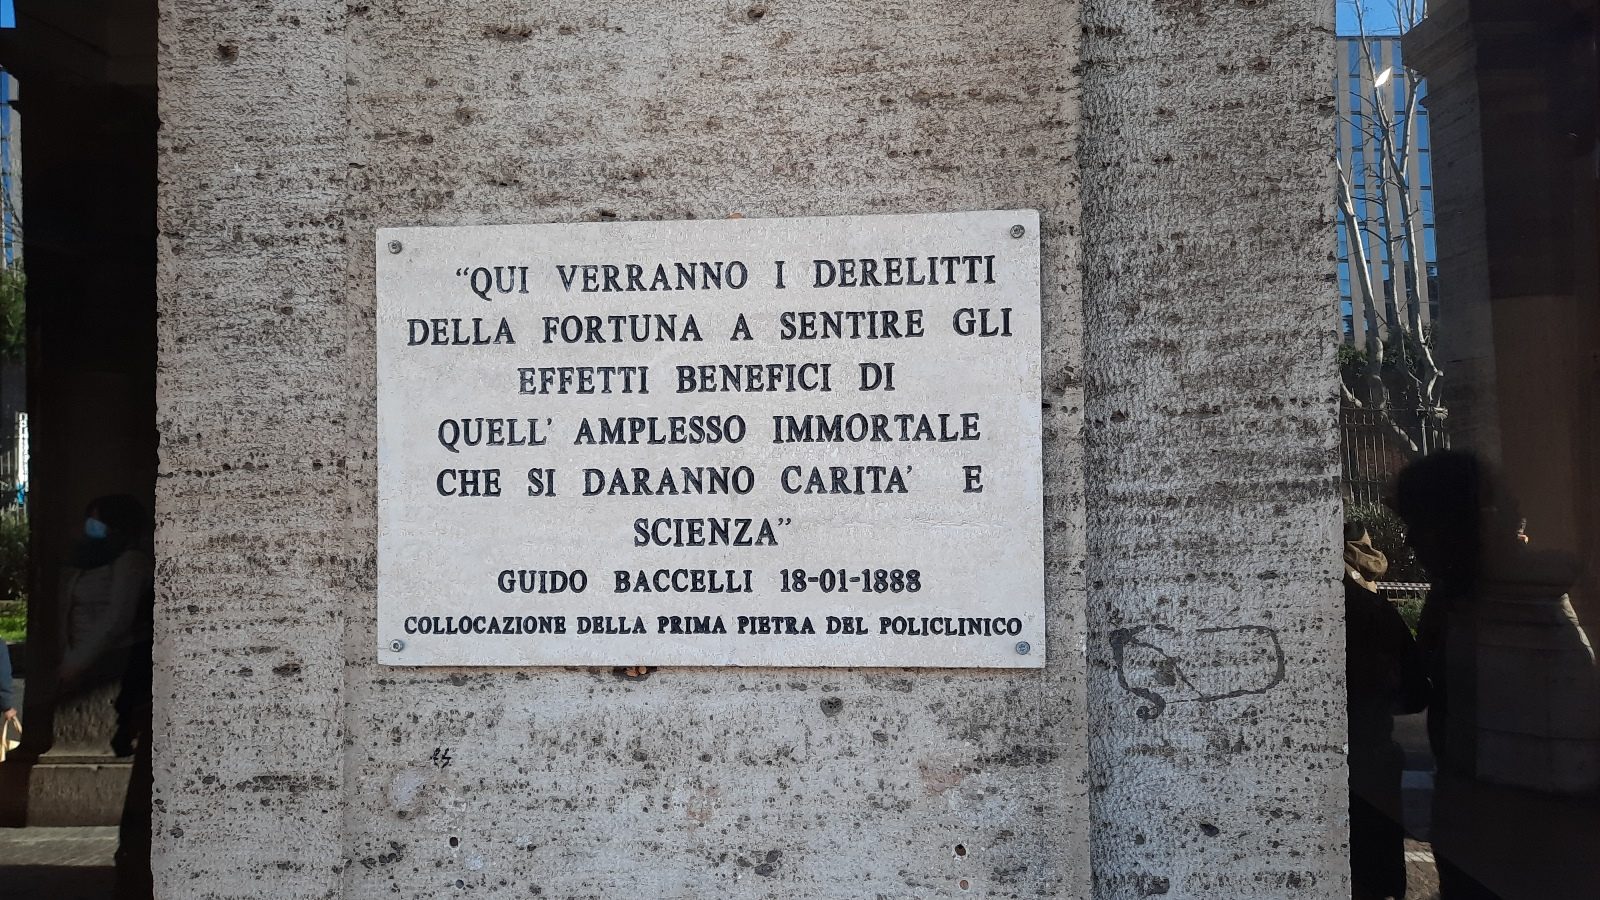 “QUI VERRANNO I DERELITTI
DELLA FORTUNA A SENTIRE GLI
EFFETTI BENEFICI DI
QUELL' AMPLESSO IMMORTALE
CHE SI DARANNO CARITA' E
SCIENZA”
GUIDO BACCELLI 18-01-1888
COLLOCAZIONE DELLA PRIMA PIETRA DEL POLICLINICO